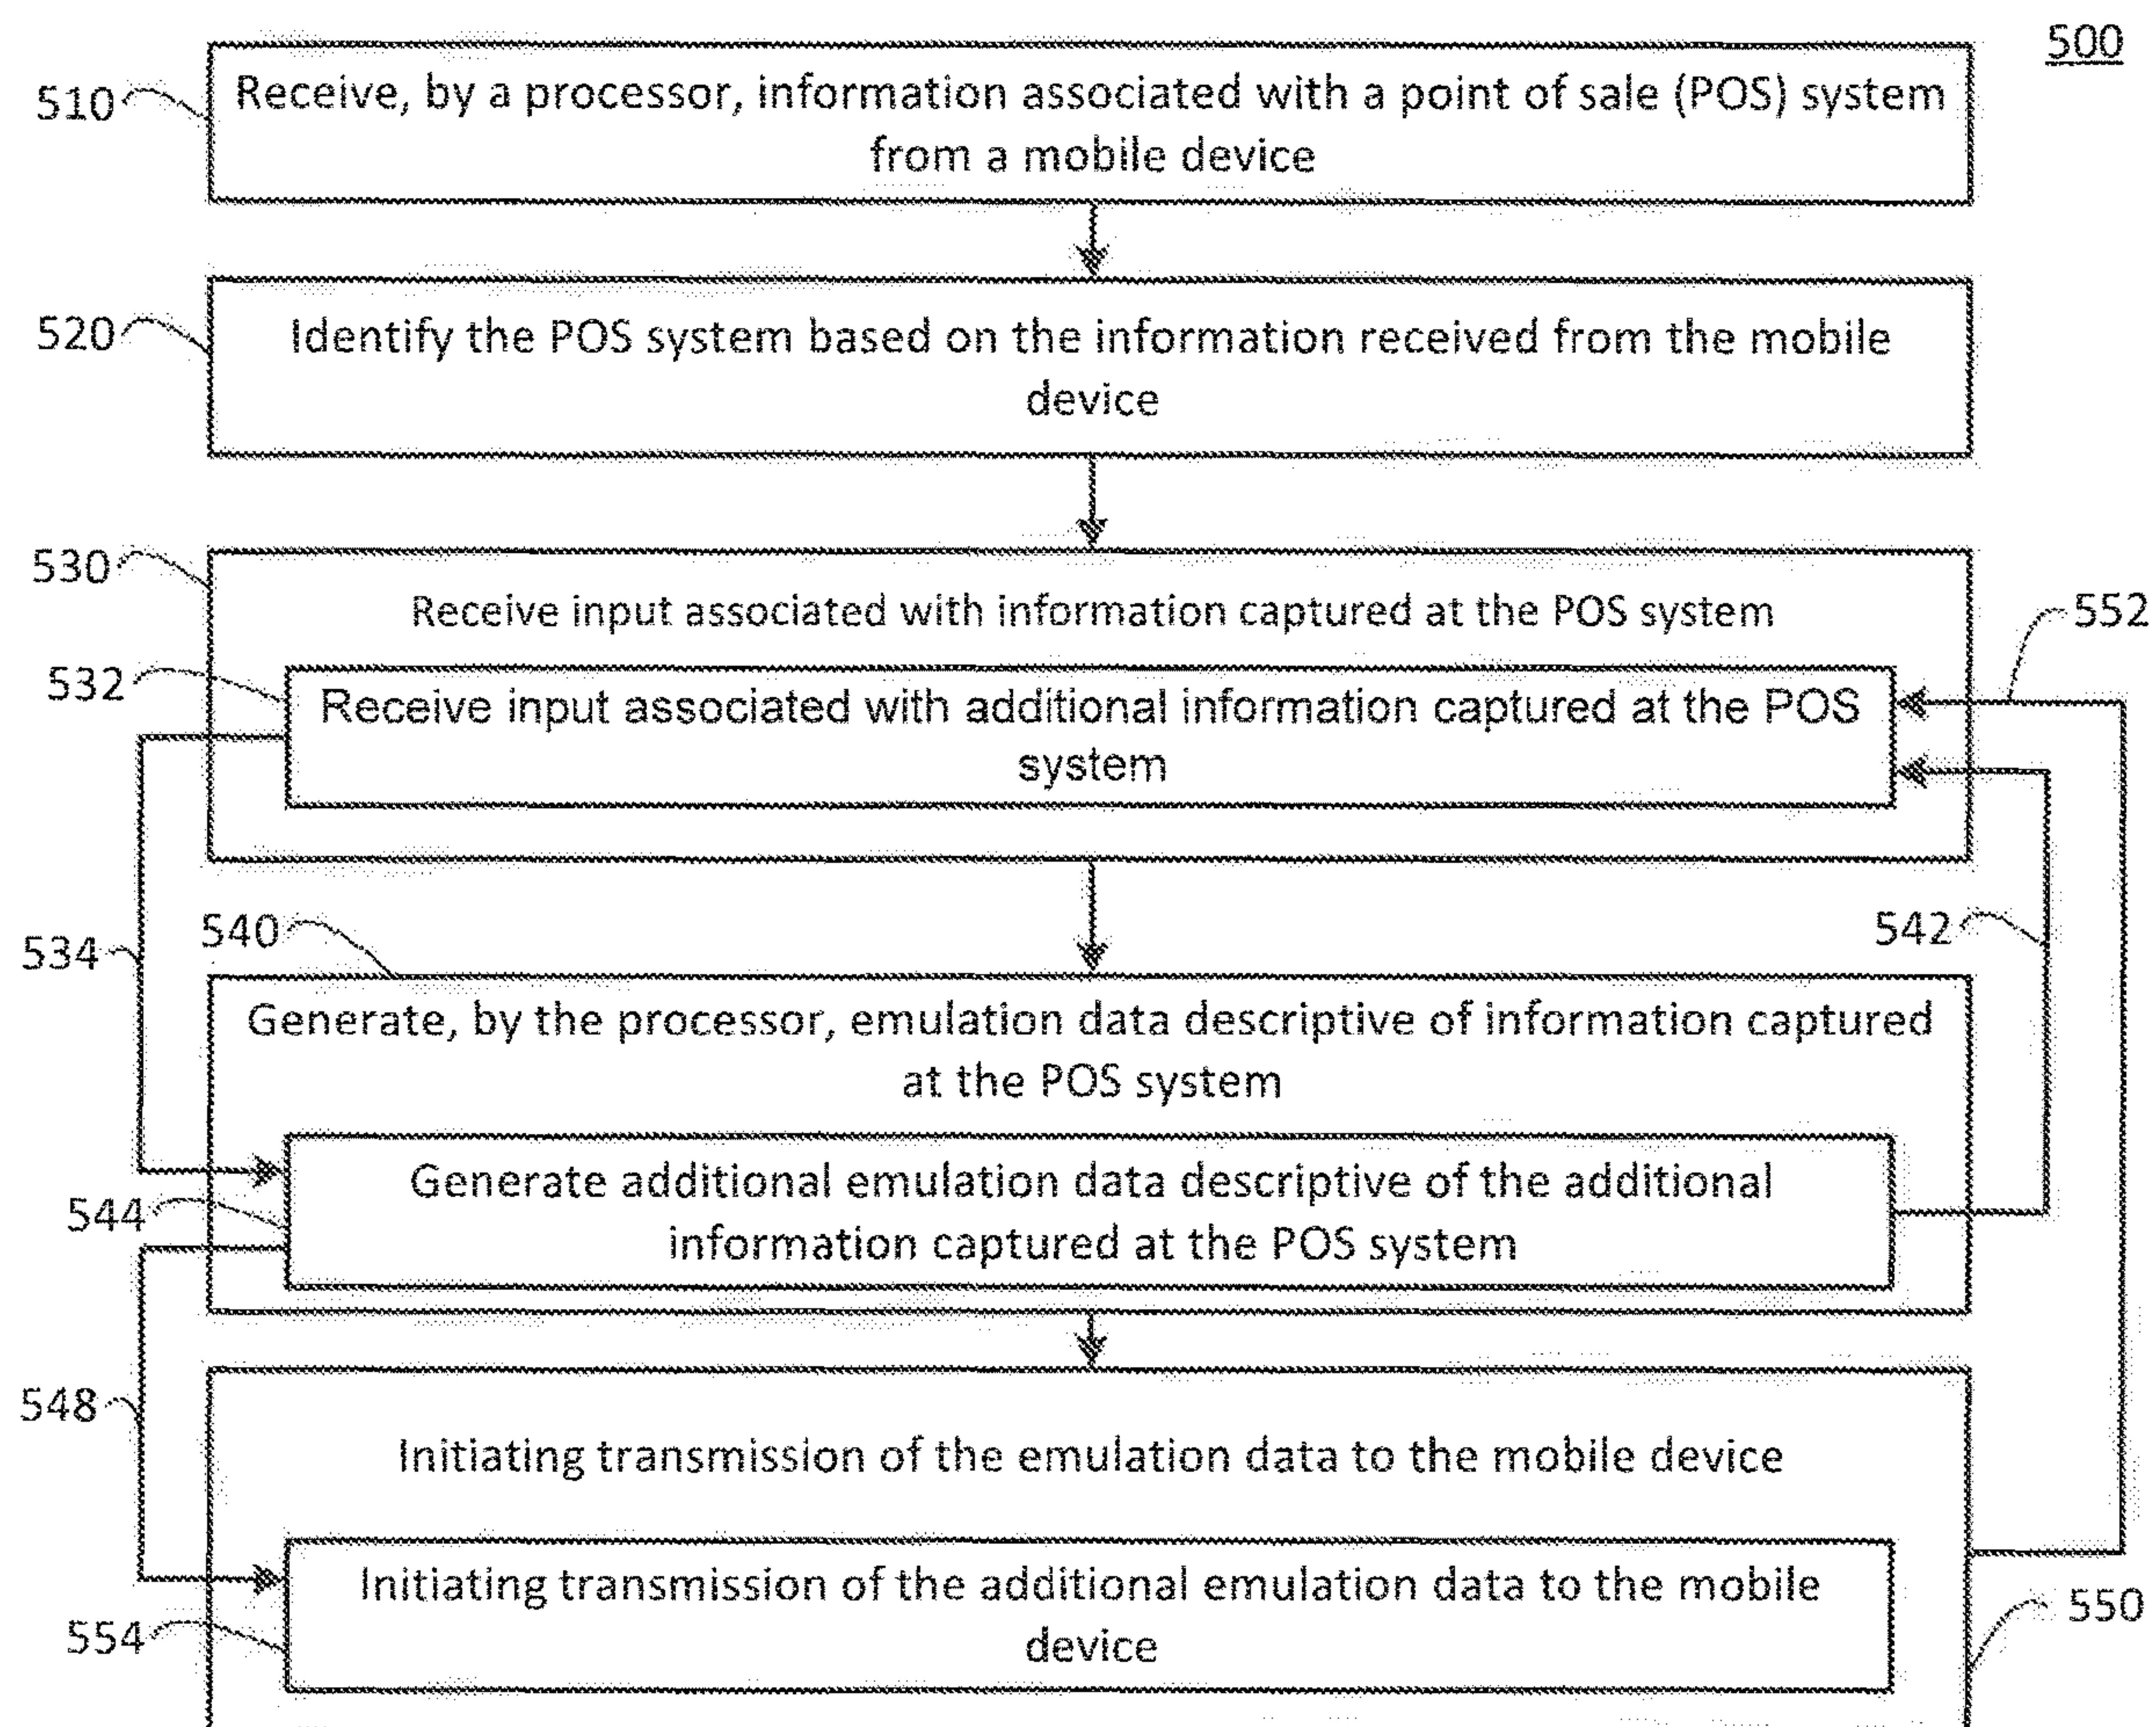 500
510
Receive, by a processor, information associated with a point of sale (POS) system
from a mobile device
520
Identify the POS system based on the information received from the mobile
device
530
Receive input associated with information captured at the POS system
552
532
Receive input associated with additional information captured at the POS
system
534
540
542
Generate, by the processor, emulation data descriptive of information captured
at the POS system
544
Generate additional emulation data descriptive of the additional
information captured at the POS system
548
Initiating transmission of the emulation data to the mobile device
554
Initiating transmission of the additional emulation data to the mobile
device
550